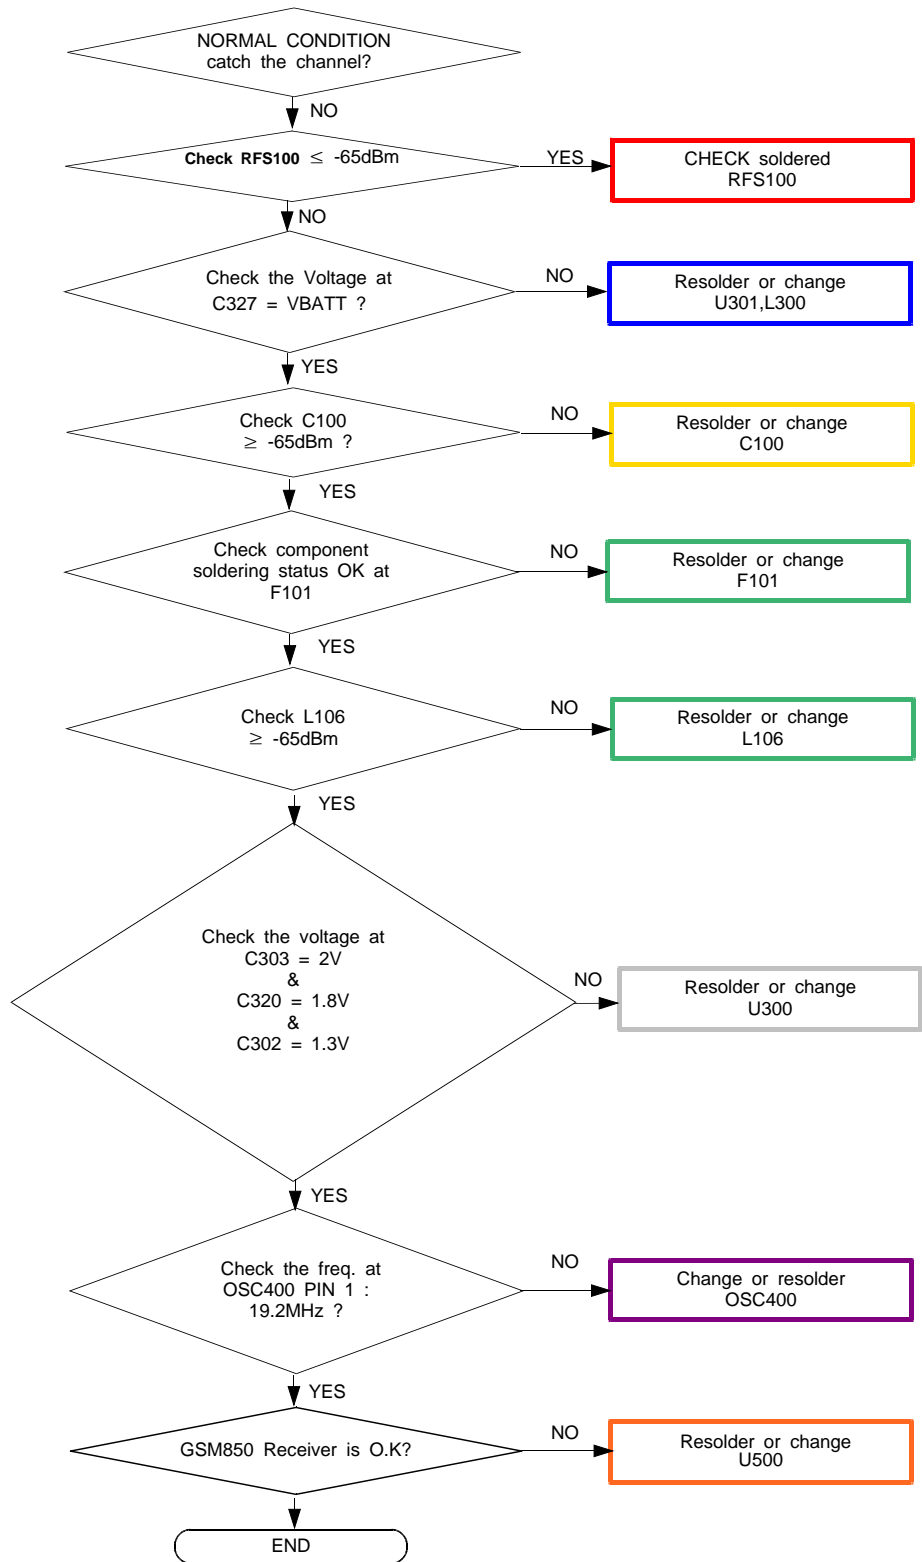 NORMAL CONDITION
catch the channel?
NO
Check RFS100 ≤ -65dBm
YES
CHECK soldered
RFS100
NO
Check the Voltage at
C327 = VBATT ?
NO
Resolder or change
U301,L300
YES
Check C100
≥ -65dBm ?
NO
Resolder or change
C100
YES
Check component
soldering status OK at
F101
NO
Resolder or change
F101
YES
Check L106
≥ -65dBm
NO
Resolder or change
L106
YES
Check the voltage at
C303 = 2V
&
C320 = 1.8V
&
C302 = 1.3V
NO
Resolder or change
U300
YES
Check the freq. at
OSC400 PIN 1 :
19.2MHz ?
NO
Change or resolder
OSC400
YES
GSM850 Receiver is O.K?
NO
Resolder or change
U500
END